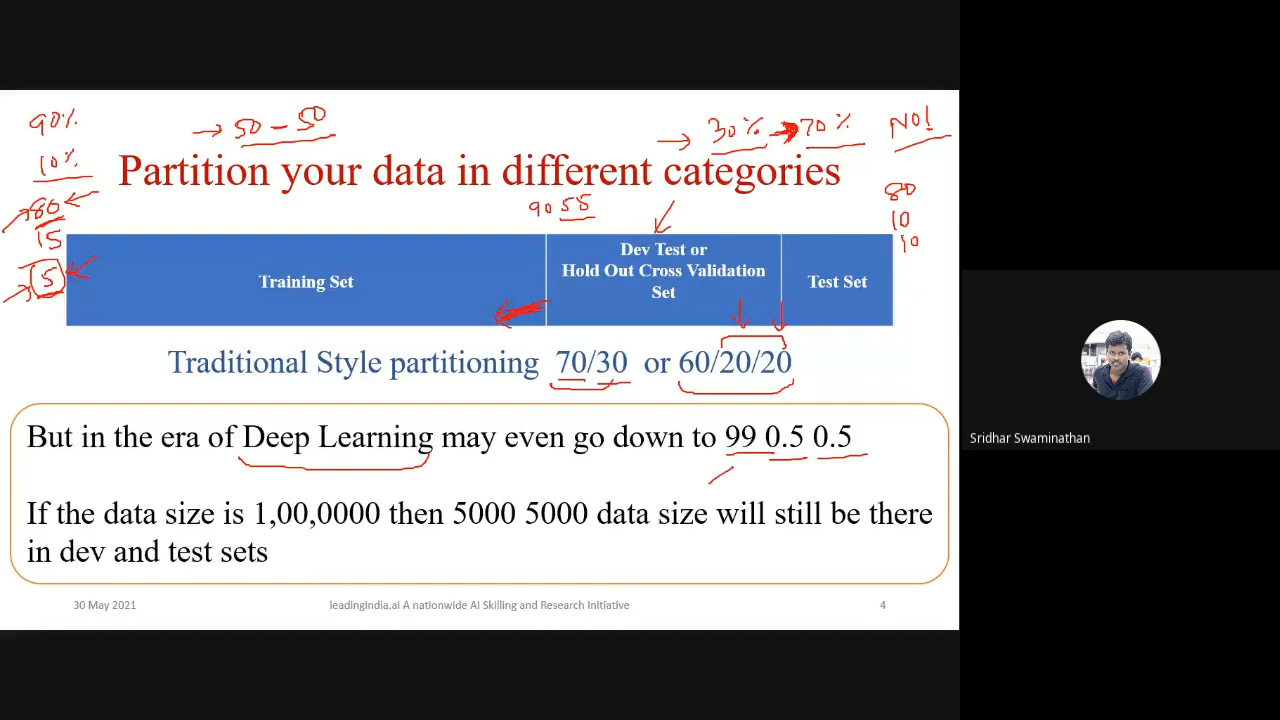 90%
→ 50 - 50
→ 30% → 70%
NO!
10%
Partition your data in different categories
80
15
5
90 55
80
10
10
Training Set
Dev Test or
Hold Out Cross Validation
Set
Test Set
Traditional Style partitioning 70/30 or 60/20/20
But in the era of Deep Learning may even go down to 99 0.5 0.5
If the data size is 1,00,0000 then 5000 5000 data size will still be there
in dev and test sets
30 May 2021
leadingindia.ai A nationwide AI Skilling and Research Initiative
4
Sridhar Swaminathan